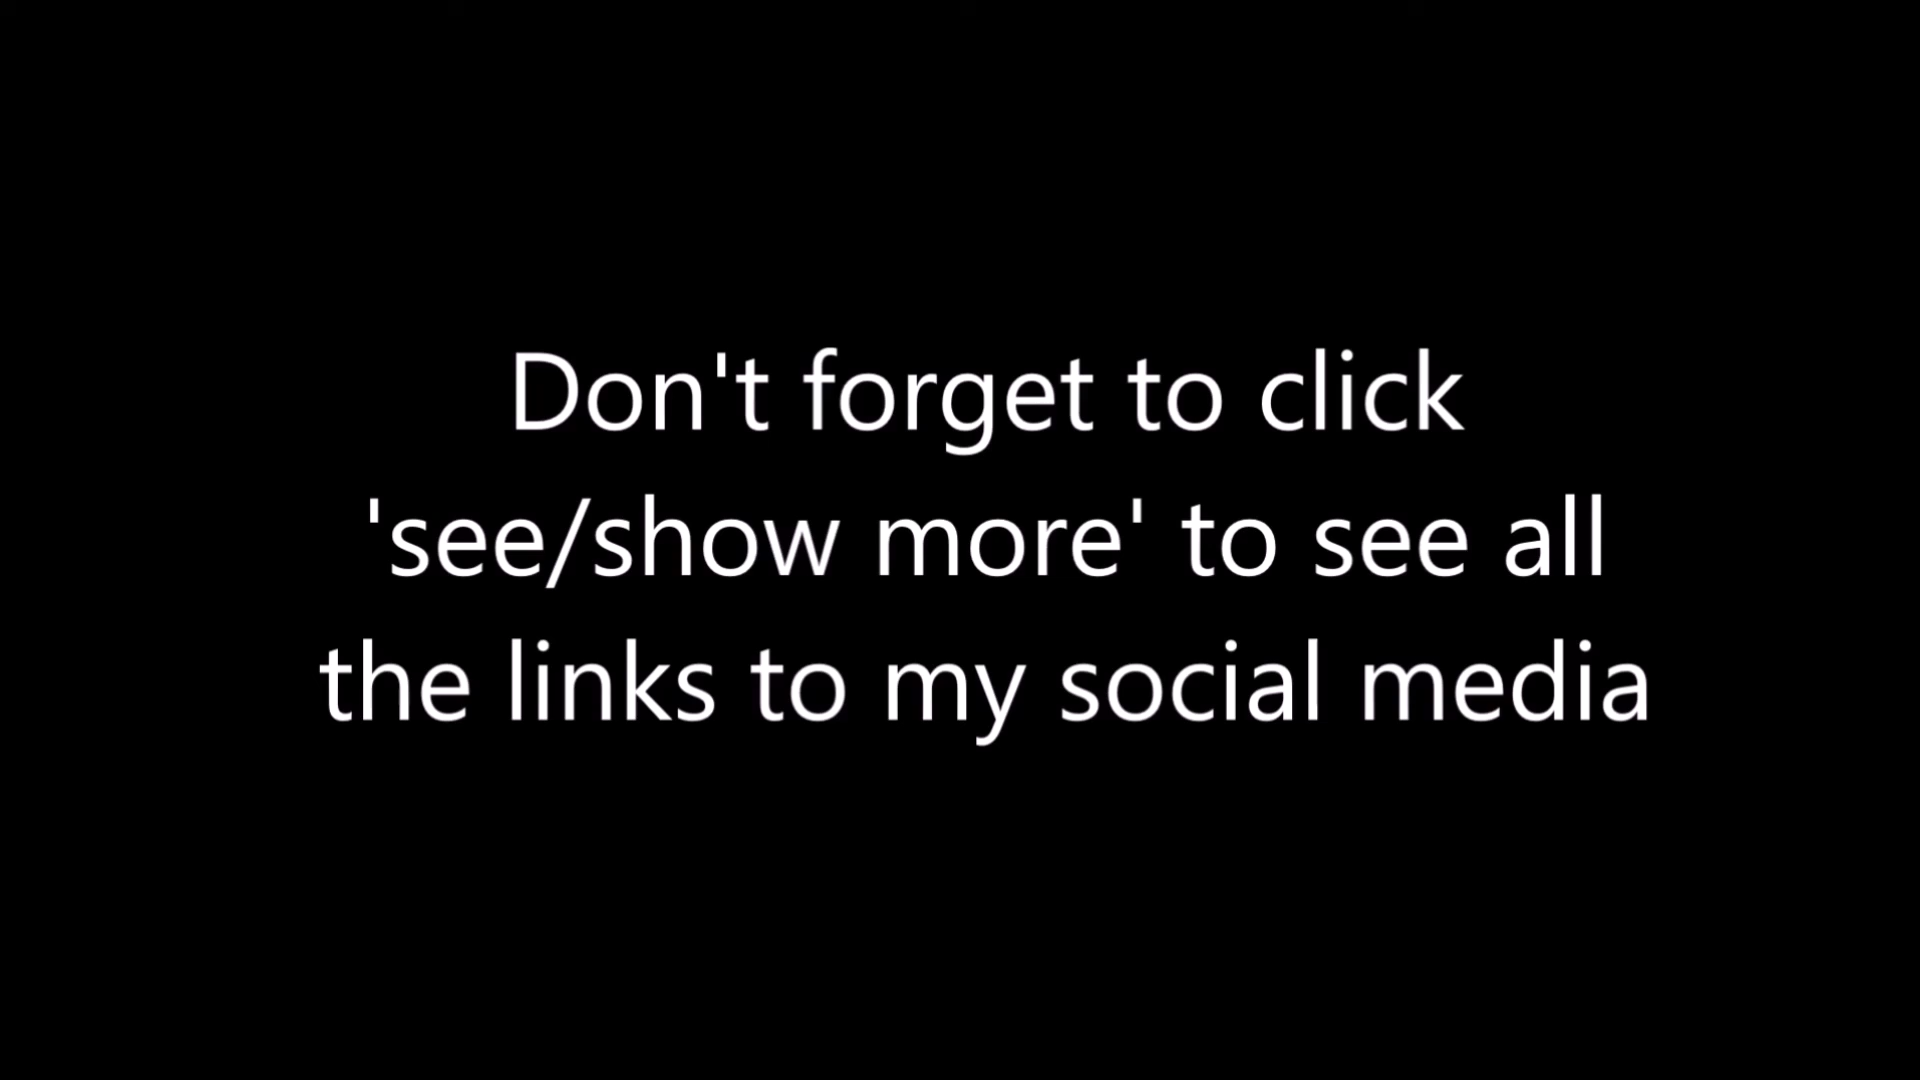 Don't forget to click
'see/show more' to see all
the links to my social media